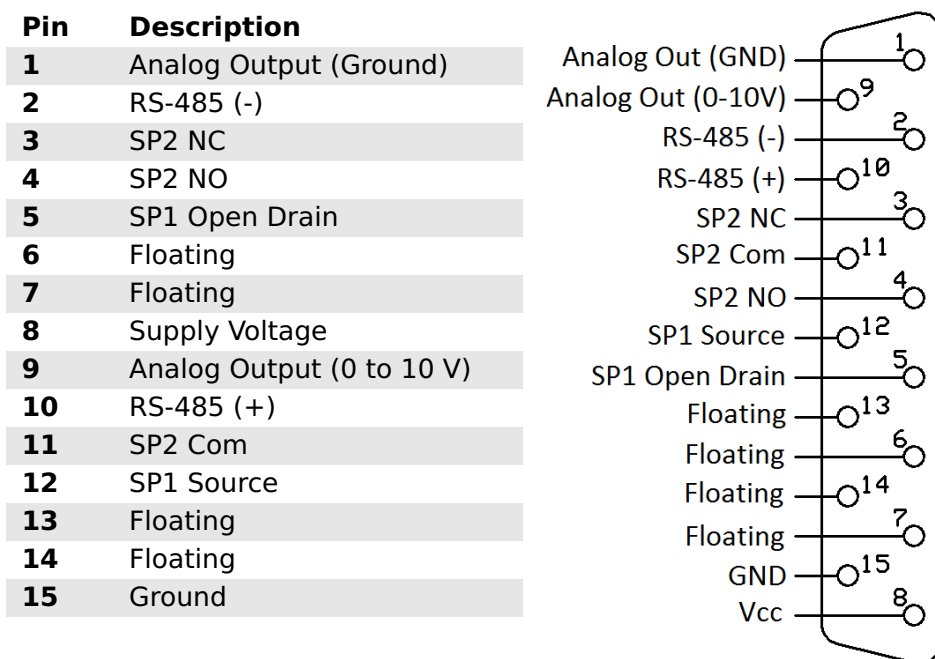 Pin Description
1 Analog Output (Ground)
2 RS-485 (-)
3 SP2 NC
4 SP2 NO
5 SP1 Open Drain
6 Floating
7 Floating
8 Supply Voltage
9 Analog Output (0 to 10 V)
10 RS-485 (+)
11 SP2 Com
12 SP1 Source
13 Floating
14 Floating
15 Ground
Analog Out (GND) 1
Analog Out (0-10V) 9
RS-485 (-) 2
RS-485 (+) 10
SP2 NC 3
SP2 Com 11
SP2 NO 4
SP1 Source 12
SP1 Open Drain 5
Floating 13
Floating 6
Floating 14
Floating 7
GND 15
Vcc 8